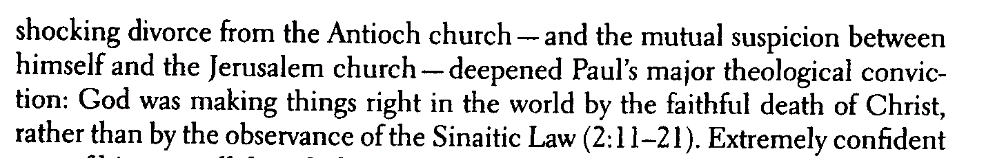 shocking divorce from the Antioch church — and the mutual suspicion between
himself and the Jerusalem church — deepened Paul's major theological convic-
tion: God was making things right in the world by the faithful death of Christ,
rather than by the observance of the Sinaitic Law (2:11–21). Extremely confident